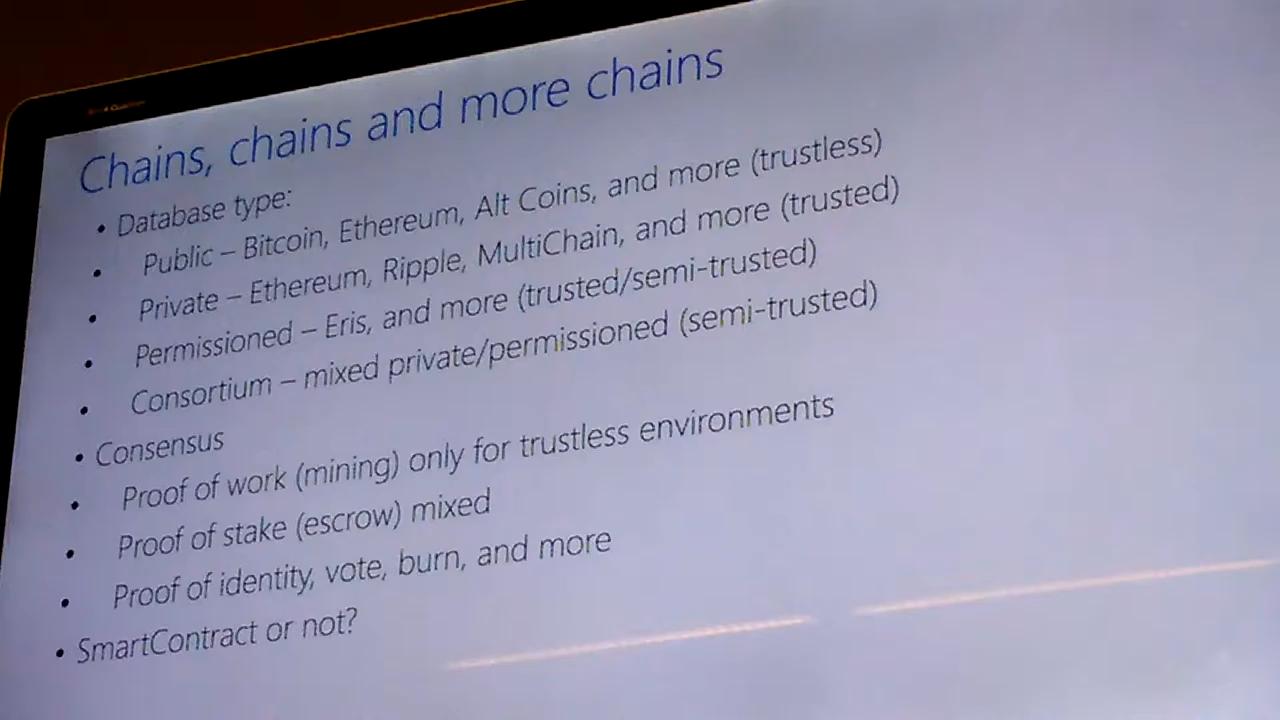 Chains, chains and more chains
• Database type:
• Public – Bitcoin, Ethereum, Alt Coins, and more (trustless)
• Private – Ethereum, Ripple, MultiChain, and more (trusted)
• Permissioned – Eris, and more (trusted/semi-trusted)
• Consortium – mixed private/permissioned (semi-trusted)
• Consensus
• Proof of work (mining) only for trustless environments
• Proof of stake (escrow) mixed
• Proof of identity, vote, burn, and more
• SmartContract or not?